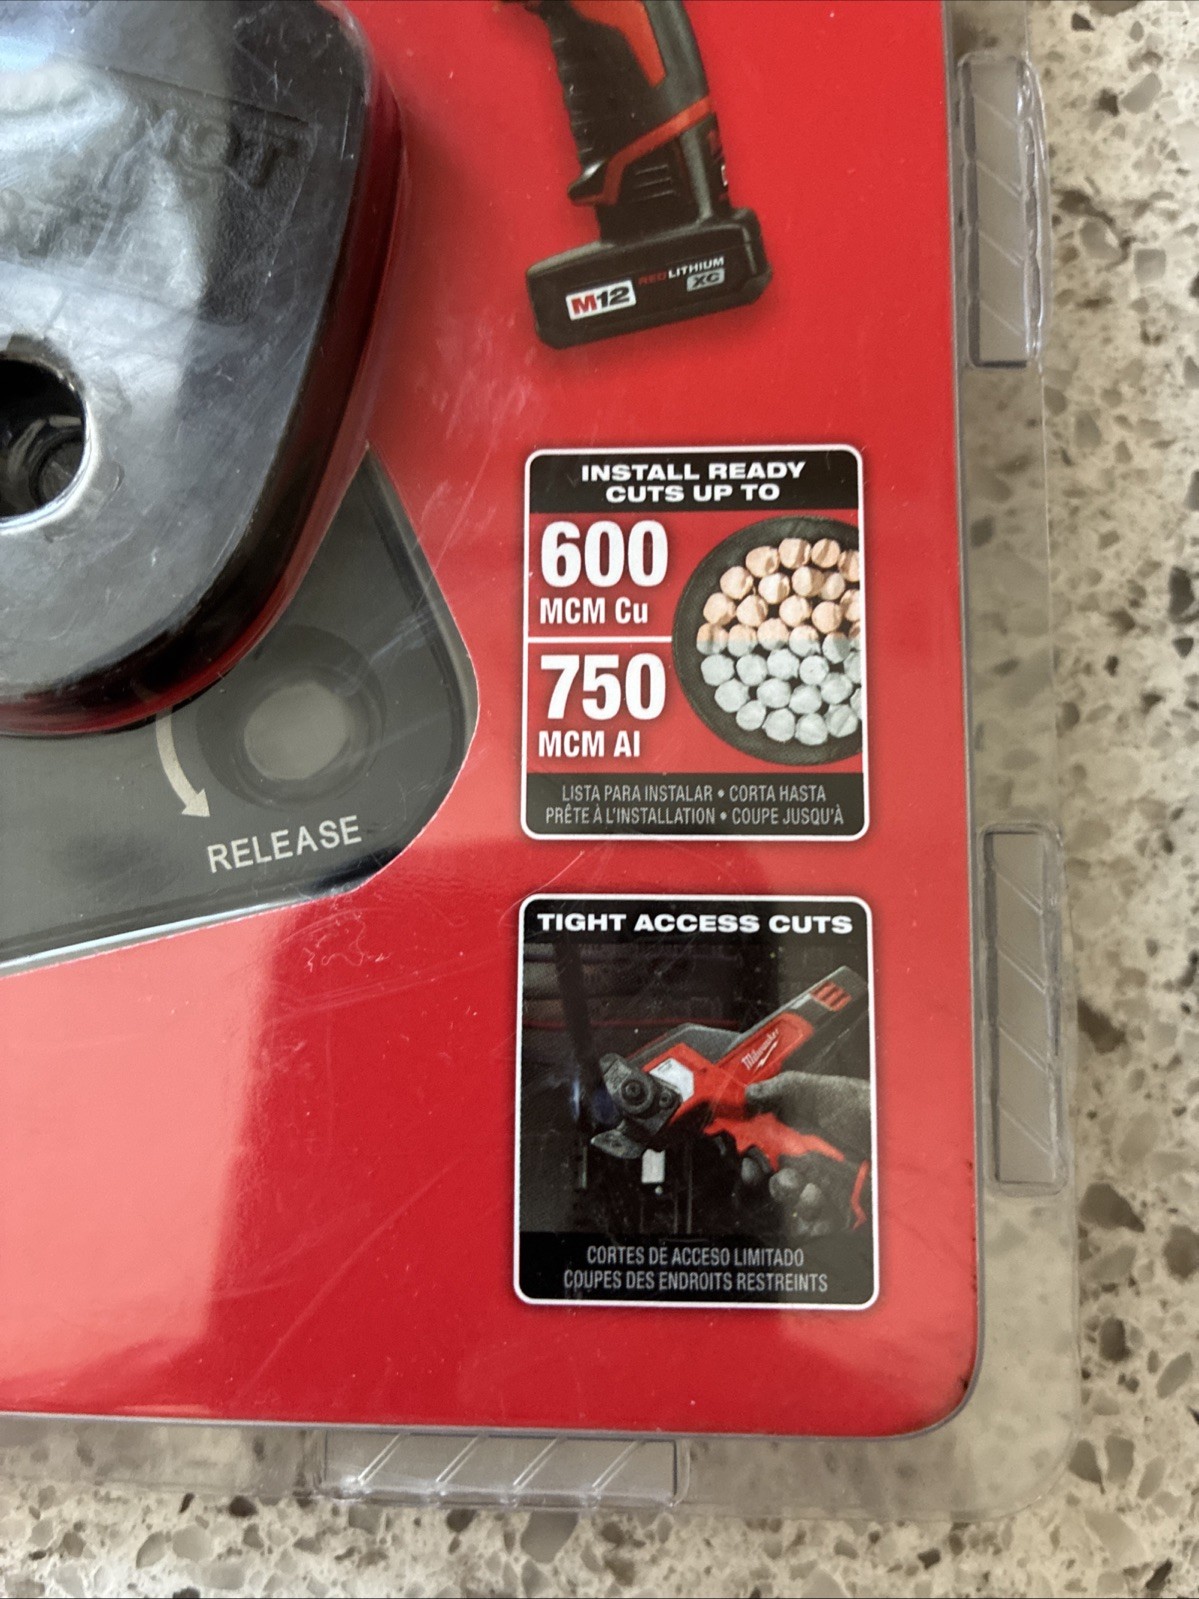 M12
REDLITHIUM
XC
INSTALL READY
CUTS UP TO
600
MCM Cu
750
MCM Al
LISTA PARA INSTALAR • CORTA HASTA
PRÊTE À L'INSTALLATION • COUPE JUSQU'À
RELEASE
TIGHT ACCESS CUTS
Milwaukee
CORTES DE ACCESO LIMITADO
COUPES DES ENDROITS RESTREINTS